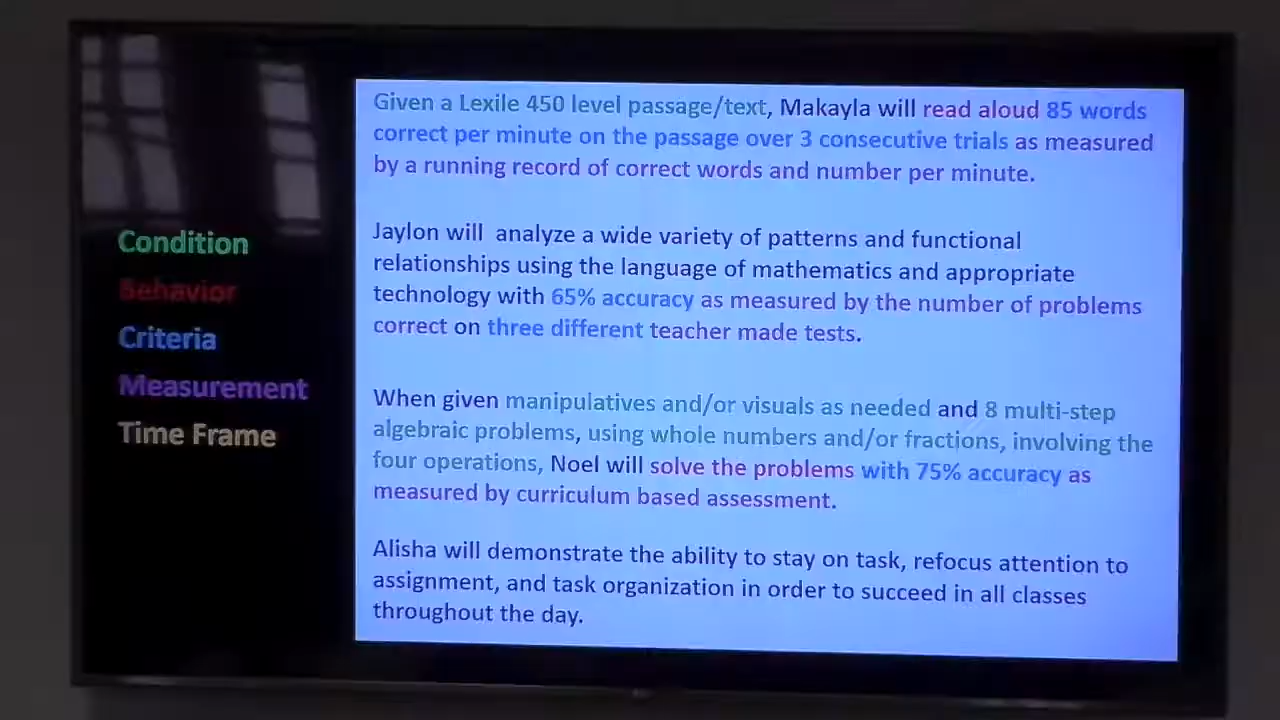 Condition
Behavior
Criteria
Measurement
Time Frame
Given a Lexile 450 level passage/text, Makayla will read aloud 85 words
correct per minute on the passage over 3 consecutive trials as measured
by a running record of correct words and number per minute.
Jaylon will analyze a wide variety of patterns and functional
relationships using the language of mathematics and appropriate
technology with 65% accuracy as measured by the number of problems
correct on three different teacher made tests.
When given manipulatives and/or visuals as needed and 8 multi-step
algebraic problems, using whole numbers and/or fractions, involving the
four operations, Noel will solve the problems with 75% accuracy as
measured by curriculum based assessment.
Alisha will demonstrate the ability to stay on task, refocus attention to
assignment, and task organization in order to succeed in all classes
throughout the day.